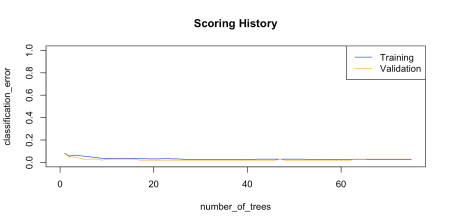 Scoring History
Training
Validation
classification_error
1.0
0.8
0.6
0.4
0.2
0.0
0
20
40
60
number_of_trees